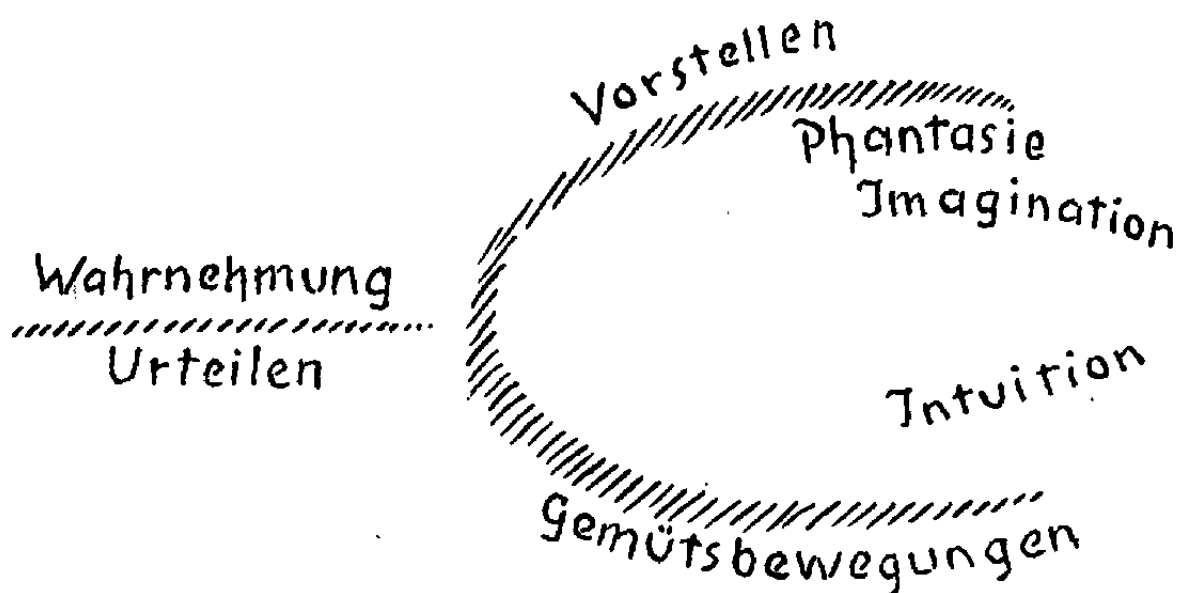 Vorstellen
Phantasie
Imagination
Wahrnehmung
Urteilen
Intuition
Gemütsbewegungen